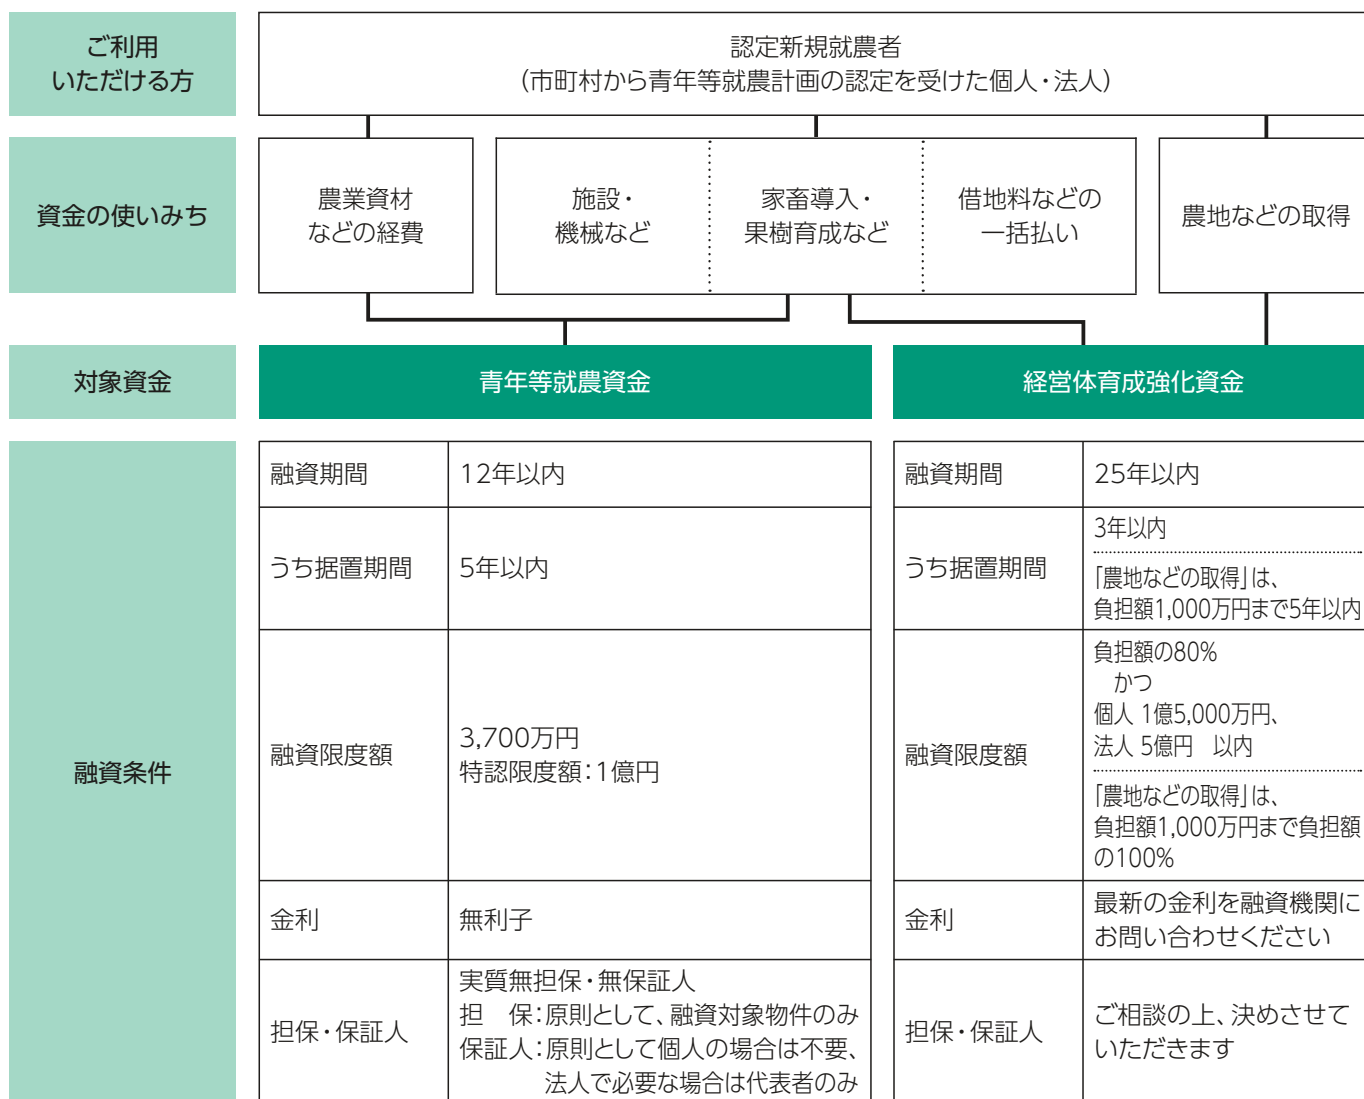 ご利用
いただける方
認定新規就農者
（市町村から青年等就農計画の認定を受けた個人・法人）
資金の使いみち
農業資材
などの経費
施設・
機械など
家畜導入・
果樹育成など
借地料などの
一括払い
農地などの取得
対象資金
青年等就農資金
経営体育成強化資金
融資条件
融資期間
12年以内
うち据置期間
5年以内
融資限度額
3,700万円
特認限度額：1億円
金利
無利子
担保・保証人
実質無担保・無保証人
担　保：原則として、融資対象物件のみ
保証人：原則として個人の場合は不要、
法人で必要な場合は代表者のみ
融資期間
25年以内
うち据置期間
3年以内
「農地などの取得」は、
負担額1,000万円まで5年以内
融資限度額
負担額の80%
かつ
個人 1億5,000万円、
法人 5億円　以内
「農地などの取得」は、
負担額1,000万円まで負担額
の100%
金利
最新の金利を融資機関に
お問い合わせください
担保・保証人
ご相談の上、決めさせて
いただきます